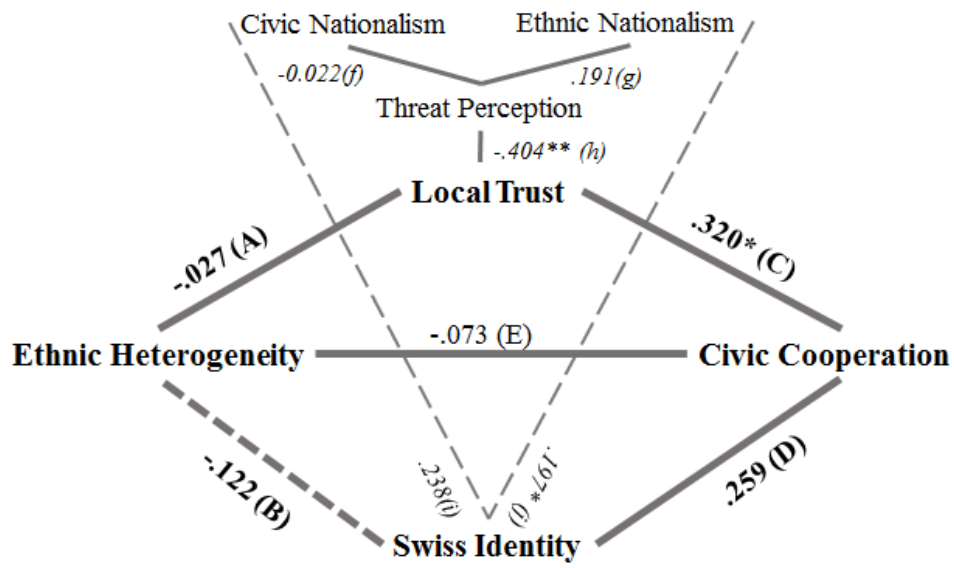 Civic Nationalism
Ethnic Nationalism
-0.022(f)
.191(g)
Threat Perception
-.404** (h)
Local Trust
-.027 (A)
.320* (C)
-.073 (E)
Ethnic Heterogeneity
Civic Cooperation
-.122 (B)
.238(i)
.197* (j)
.259 (D)
Swiss Identity